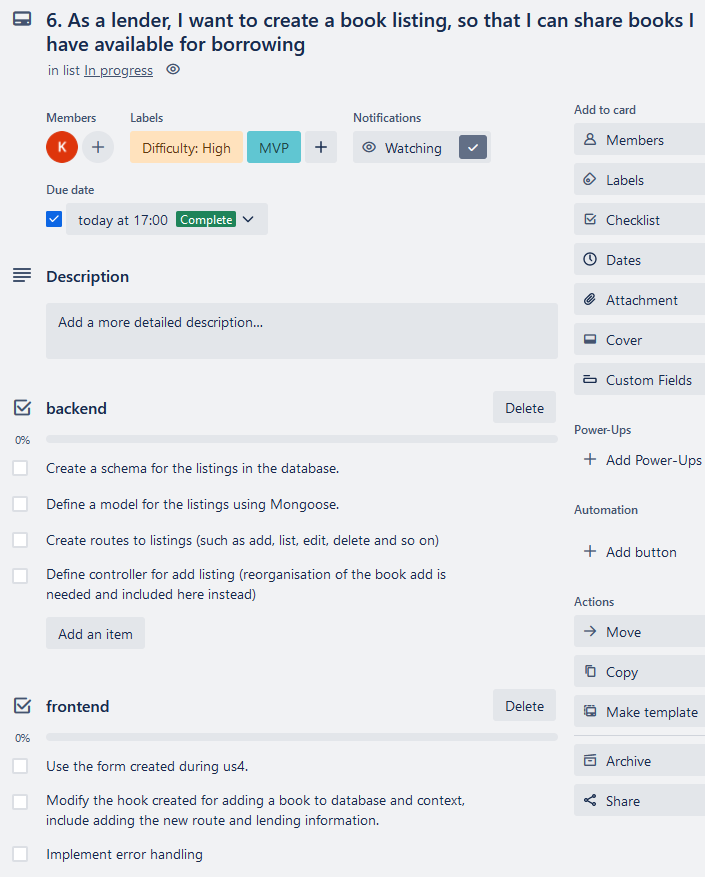 6. As a lender, I want to create a book listing, so that I can share books I
have available for borrowing
in list In progress
Members
Labels
Notifications
K
Difficulty: High
MVP
Watching
Due date
today at 17:00 Complete
Description
Add a more detailed description...
backend
Delete
0%
Create a schema for the listings in the database.
Define a model for the listings using Mongoose.
Create routes to listings (such as add, list, edit, delete and so on)
Define controller for add listing (reorganisation of the book add is
needed and included here instead)
Add an item
frontend
Delete
0%
Use the form created during us4.
Modify the hook created for adding a book to database and context,
include adding the new route and lending information.
Implement error handling
Add to card
Members
Labels
Checklist
Dates
Attachment
Cover
Custom Fields
Power-Ups
Add Power-Ups
Automation
Add button
Actions
Move
Copy
Make template
Archive
Share